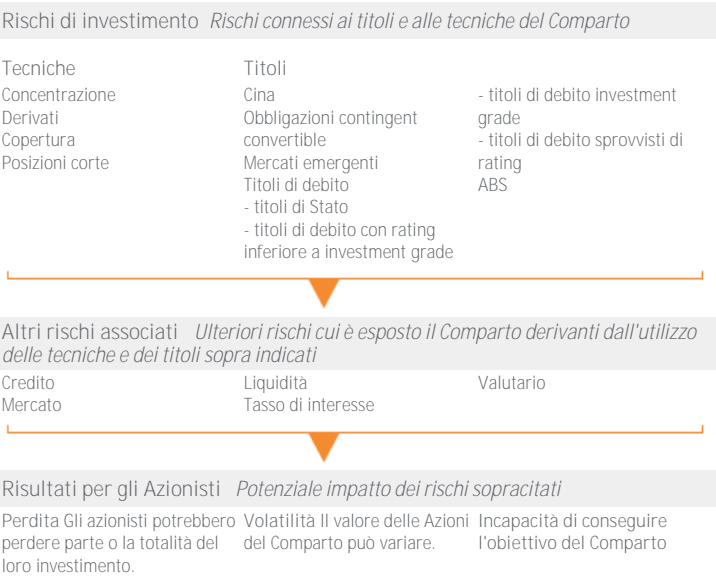 Rischi di investimento Rischi connessi ai titoli e alle tecniche del Comparto
Tecniche
Concentrazione
Derivati
Copertura
Posizioni corte
Titoli
Cina
Obbligazioni contingent
convertible
Mercati emergenti
Titoli di debito
- titoli di Stato
- titoli di debito con rating
inferiore a investment grade
- titoli di debito investment
grade
- titoli di debito sprovvisti di
rating
ABS
Altri rischi associati Ulteriori rischi cui è esposto il Comparto derivanti dall'utilizzo
delle tecniche e dei titoli sopra indicati
Credito
Mercato
Liquidità
Tasso di interesse
Valutario
Risultati per gli Azionisti Potenziale impatto dei rischi sopracitati
Perdita Gli azionisti potrebbero
perdere parte o la totalità del
loro investimento.
Volatilità Il valore delle Azioni
del Comparto può variare.
Incapacità di conseguire
l'obiettivo del Comparto